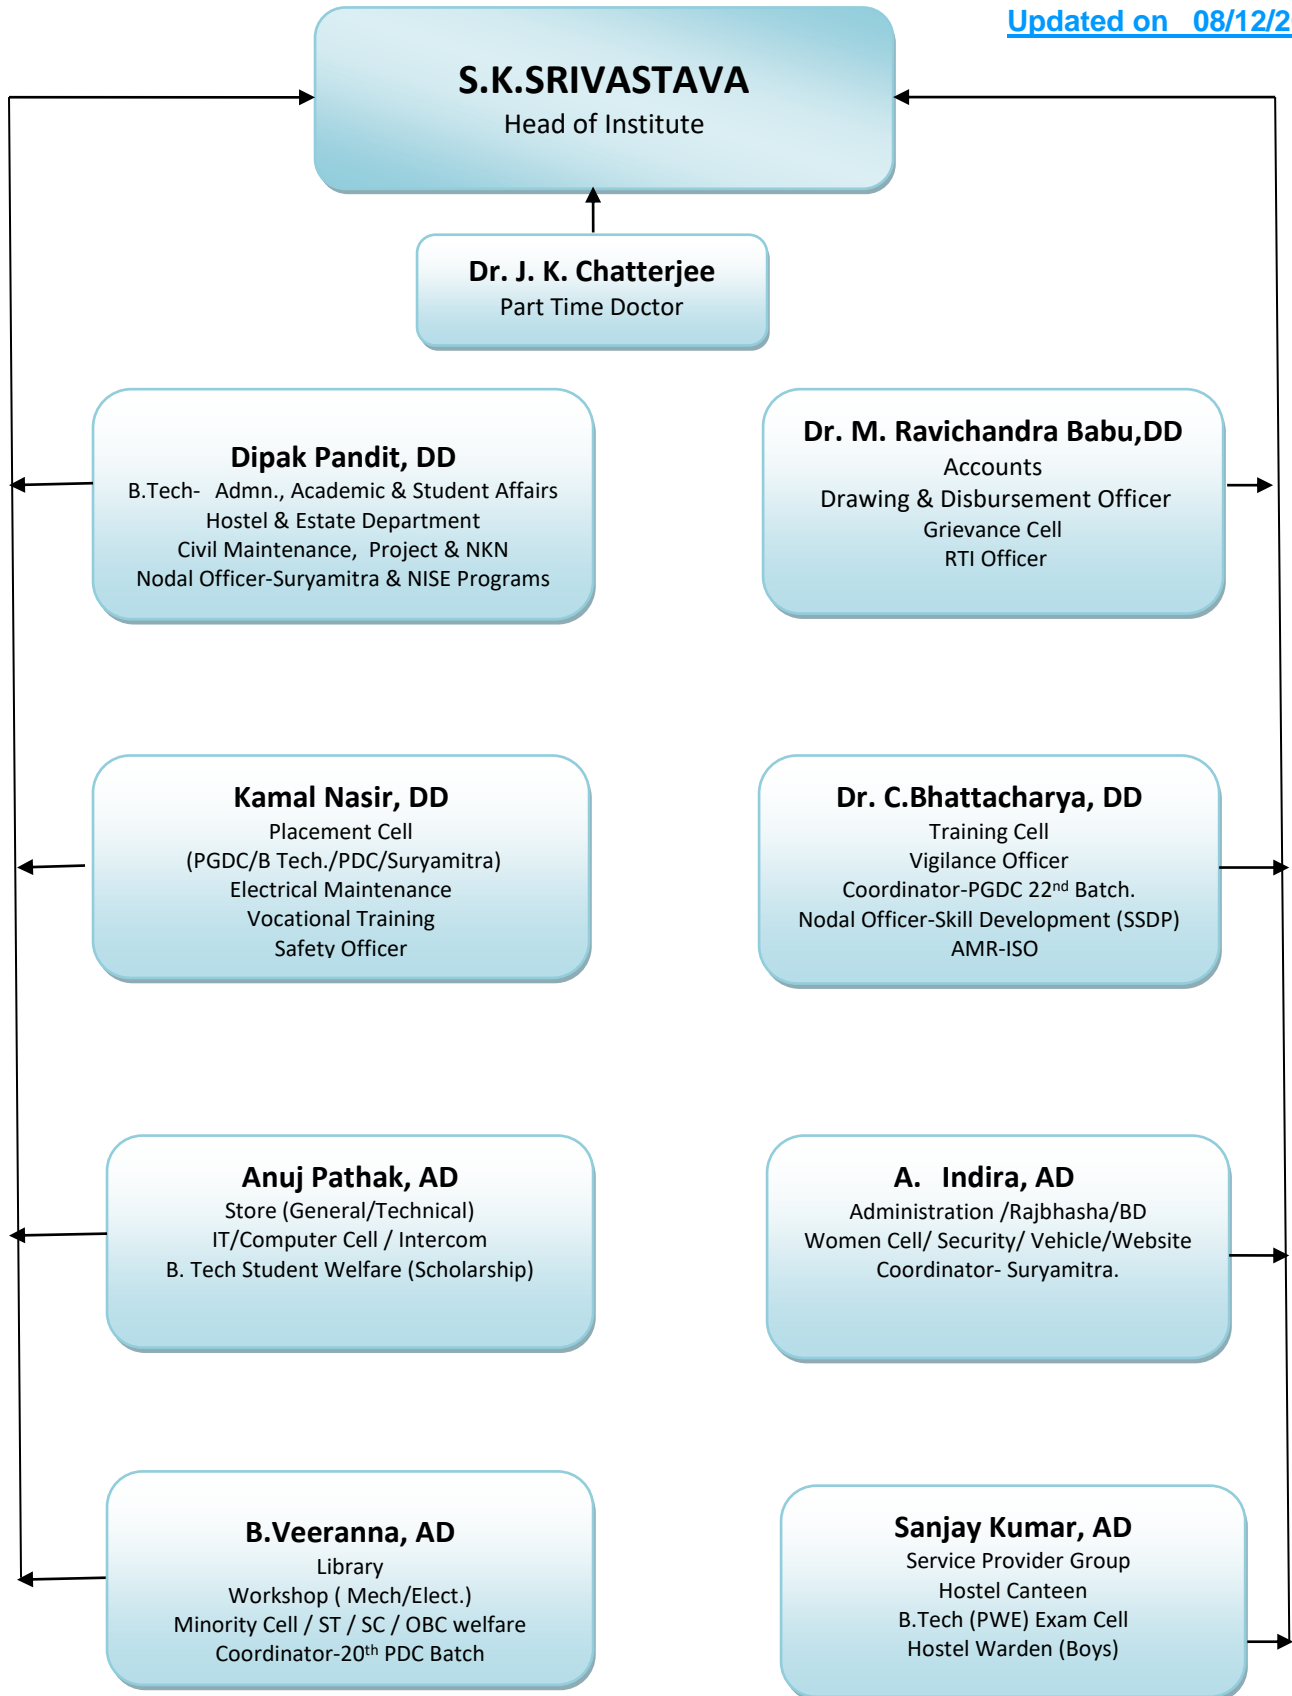 Updated on 08/12/2
S.K.SRIVASTAVA
Head of Institute
Dr. J. K. Chatterjee
Part Time Doctor
Dipak Pandit, DD
B.Tech- Admn., Academic & Student Affairs
Hostel & Estate Department
Civil Maintenance, Project & NKN
Nodal Officer-Suryamitra & NISE Programs
Dr. M. Ravichandra Babu,DD
Accounts
Drawing & Disbursement Officer
Grievance Cell
RTI Officer
Kamal Nasir, DD
Placement Cell
(PGDC/B Tech./PDC/Suryamitra)
Electrical Maintenance
Vocational Training
Safety Officer
Dr. C.Bhattacharya, DD
Training Cell
Vigilance Officer
Coordinator-PGDC 22nd Batch.
Nodal Officer-Skill Development (SSDP)
AMR-ISO
Anuj Pathak, AD
Store (General/Technical)
IT/Computer Cell / Intercom
B. Tech Student Welfare (Scholarship)
A. Indira, AD
Administration /Rajbhasha/BD
Women Cell/ Security/ Vehicle/Website
Coordinator- Suryamitra.
B.Veeranna, AD
Library
Workshop ( Mech/Elect.)
Minority Cell / ST / SC / OBC welfare
Coordinator-20th PDC Batch
Sanjay Kumar, AD
Service Provider Group
Hostel Canteen
B.Tech (PWE) Exam Cell
Hostel Warden (Boys)